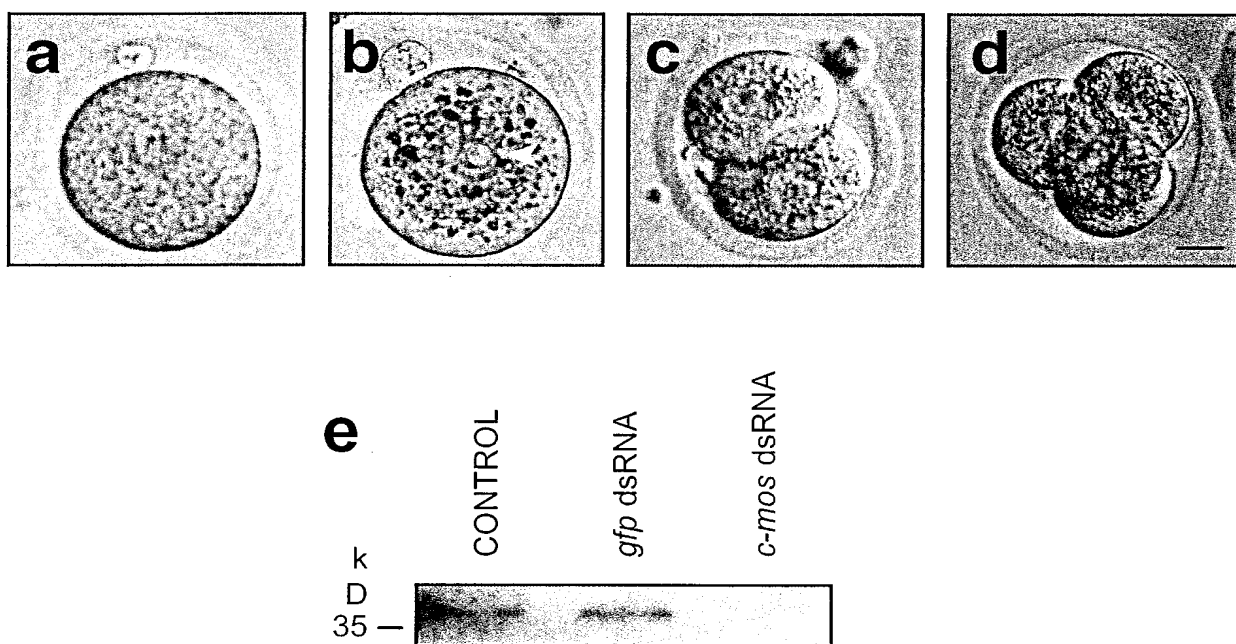 a b c d
e
CONTROL
gfp dsRNA
c-mos dsRNA
k
D
35 —